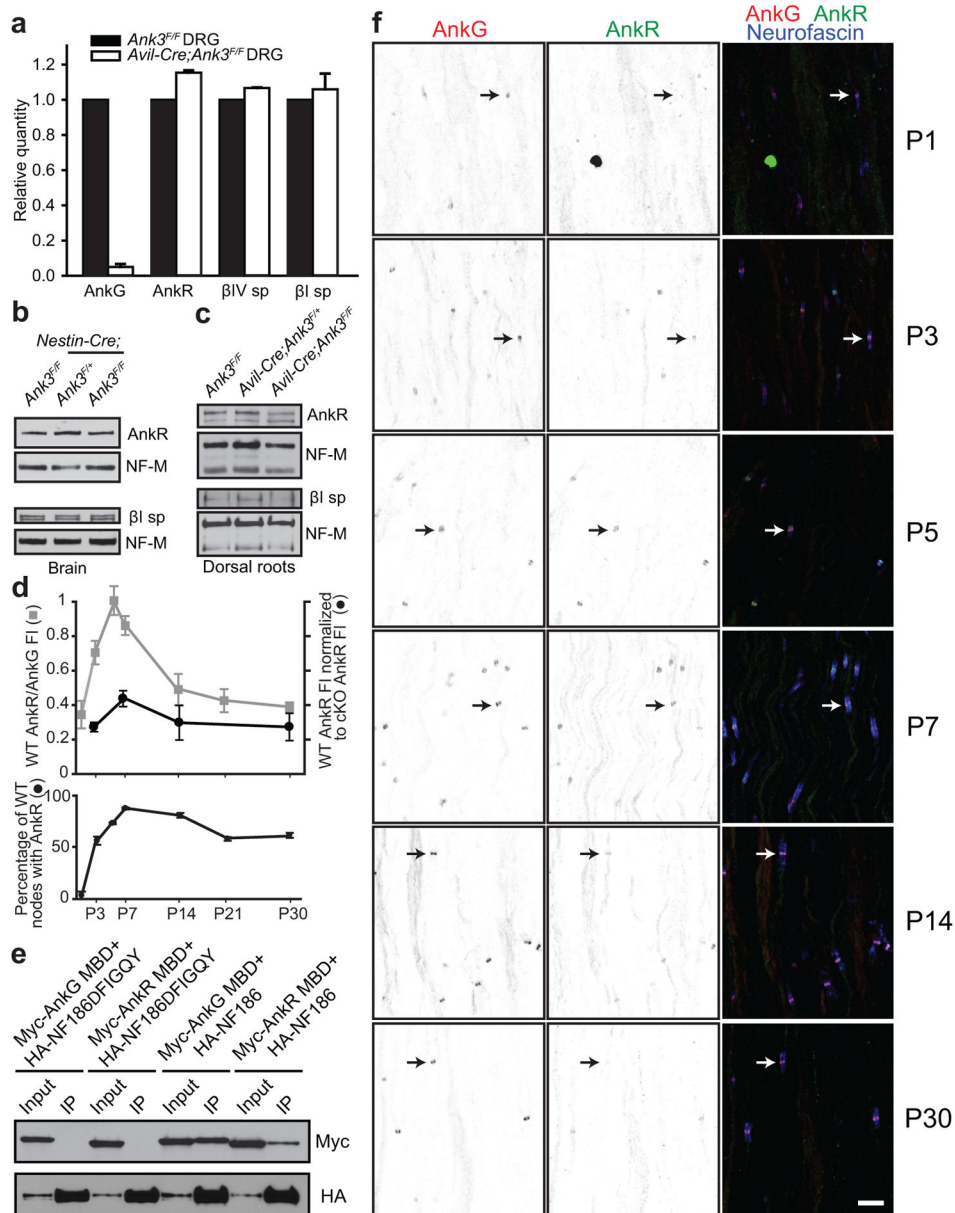 a
Ank3F/F DRG
Avil-Cre;Ank3F/F DRG
Relative quantity
1.2
1.0
0.8
0.6
0.4
0.2
0.0
AnkG AnkR βIV sp βI sp
b
Nestin-Cre;
Ank3F/F
Ank3F/+
Ank3F/F
AnkR
NF-M
βI sp
NF-M
Brain
c
Ank3F/F
Avil-Cre;Ank3F/+
Avil-Cre;Ank3F/F
AnkR
NF-M
βI sp
NF-M
Dorsal roots
d
WT AnkR/AnkG FI (■)
1
0.8
0.6
0.4
0.2
0
WT AnkR FI normalized
to cKO AnkR FI (●)
Percentage of WT
nodes with AnkR (●)
100
50
0
P3 P7 P14 P21 P30
e
Myc-AnkG MBD+
HA-NF186DFIGQY
Myc-AnkR MBD+
HA-NF186DFIGQY
Myc-AnkG MBD+
HA-NF186
Myc-AnkR MBD+
HA-NF186
Input IP Input IP Input IP Input IP
Myc
HA
f
AnkG
AnkR
AnkG AnkR
Neurofascin
P1
P3
P5
P7
P14
P30